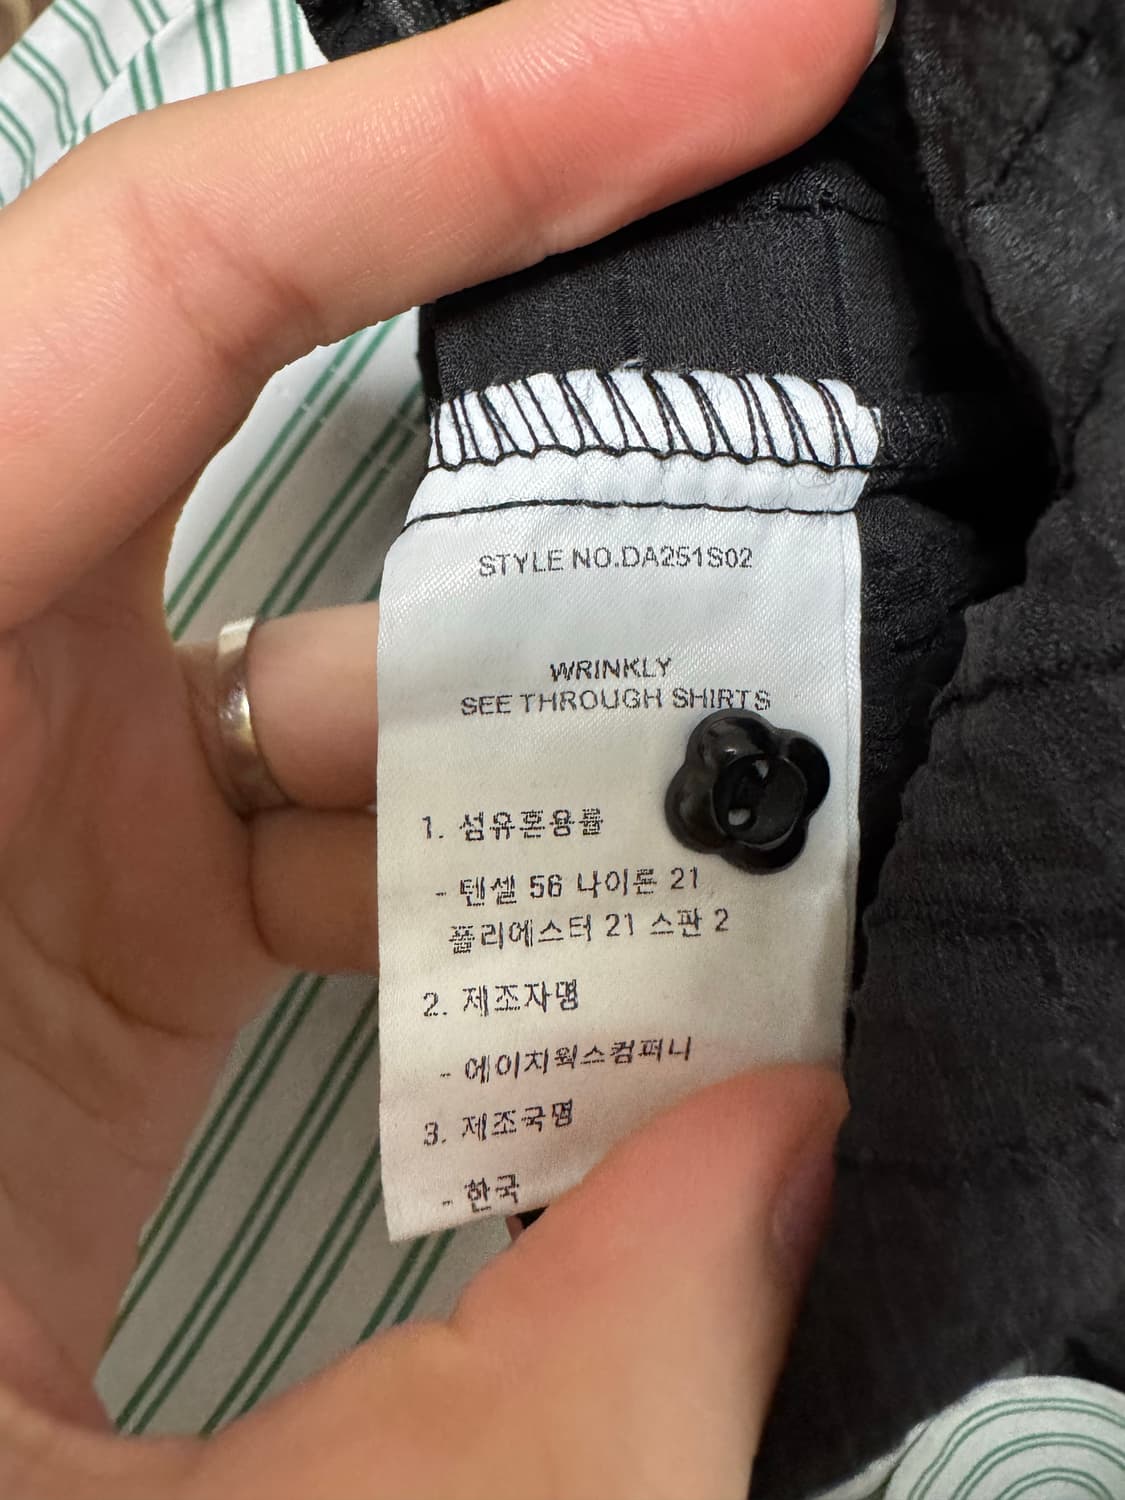 STYLE NO.DA251S02
WRINKLY
SEE THROUGH SHIRTS
1. 섬유혼용률
- 텐셀 56 나이론 21
폴리에스터 21 스판 2
2. 제조자명
- 에이치웍스컴퍼니
3. 제조국명
- 한국